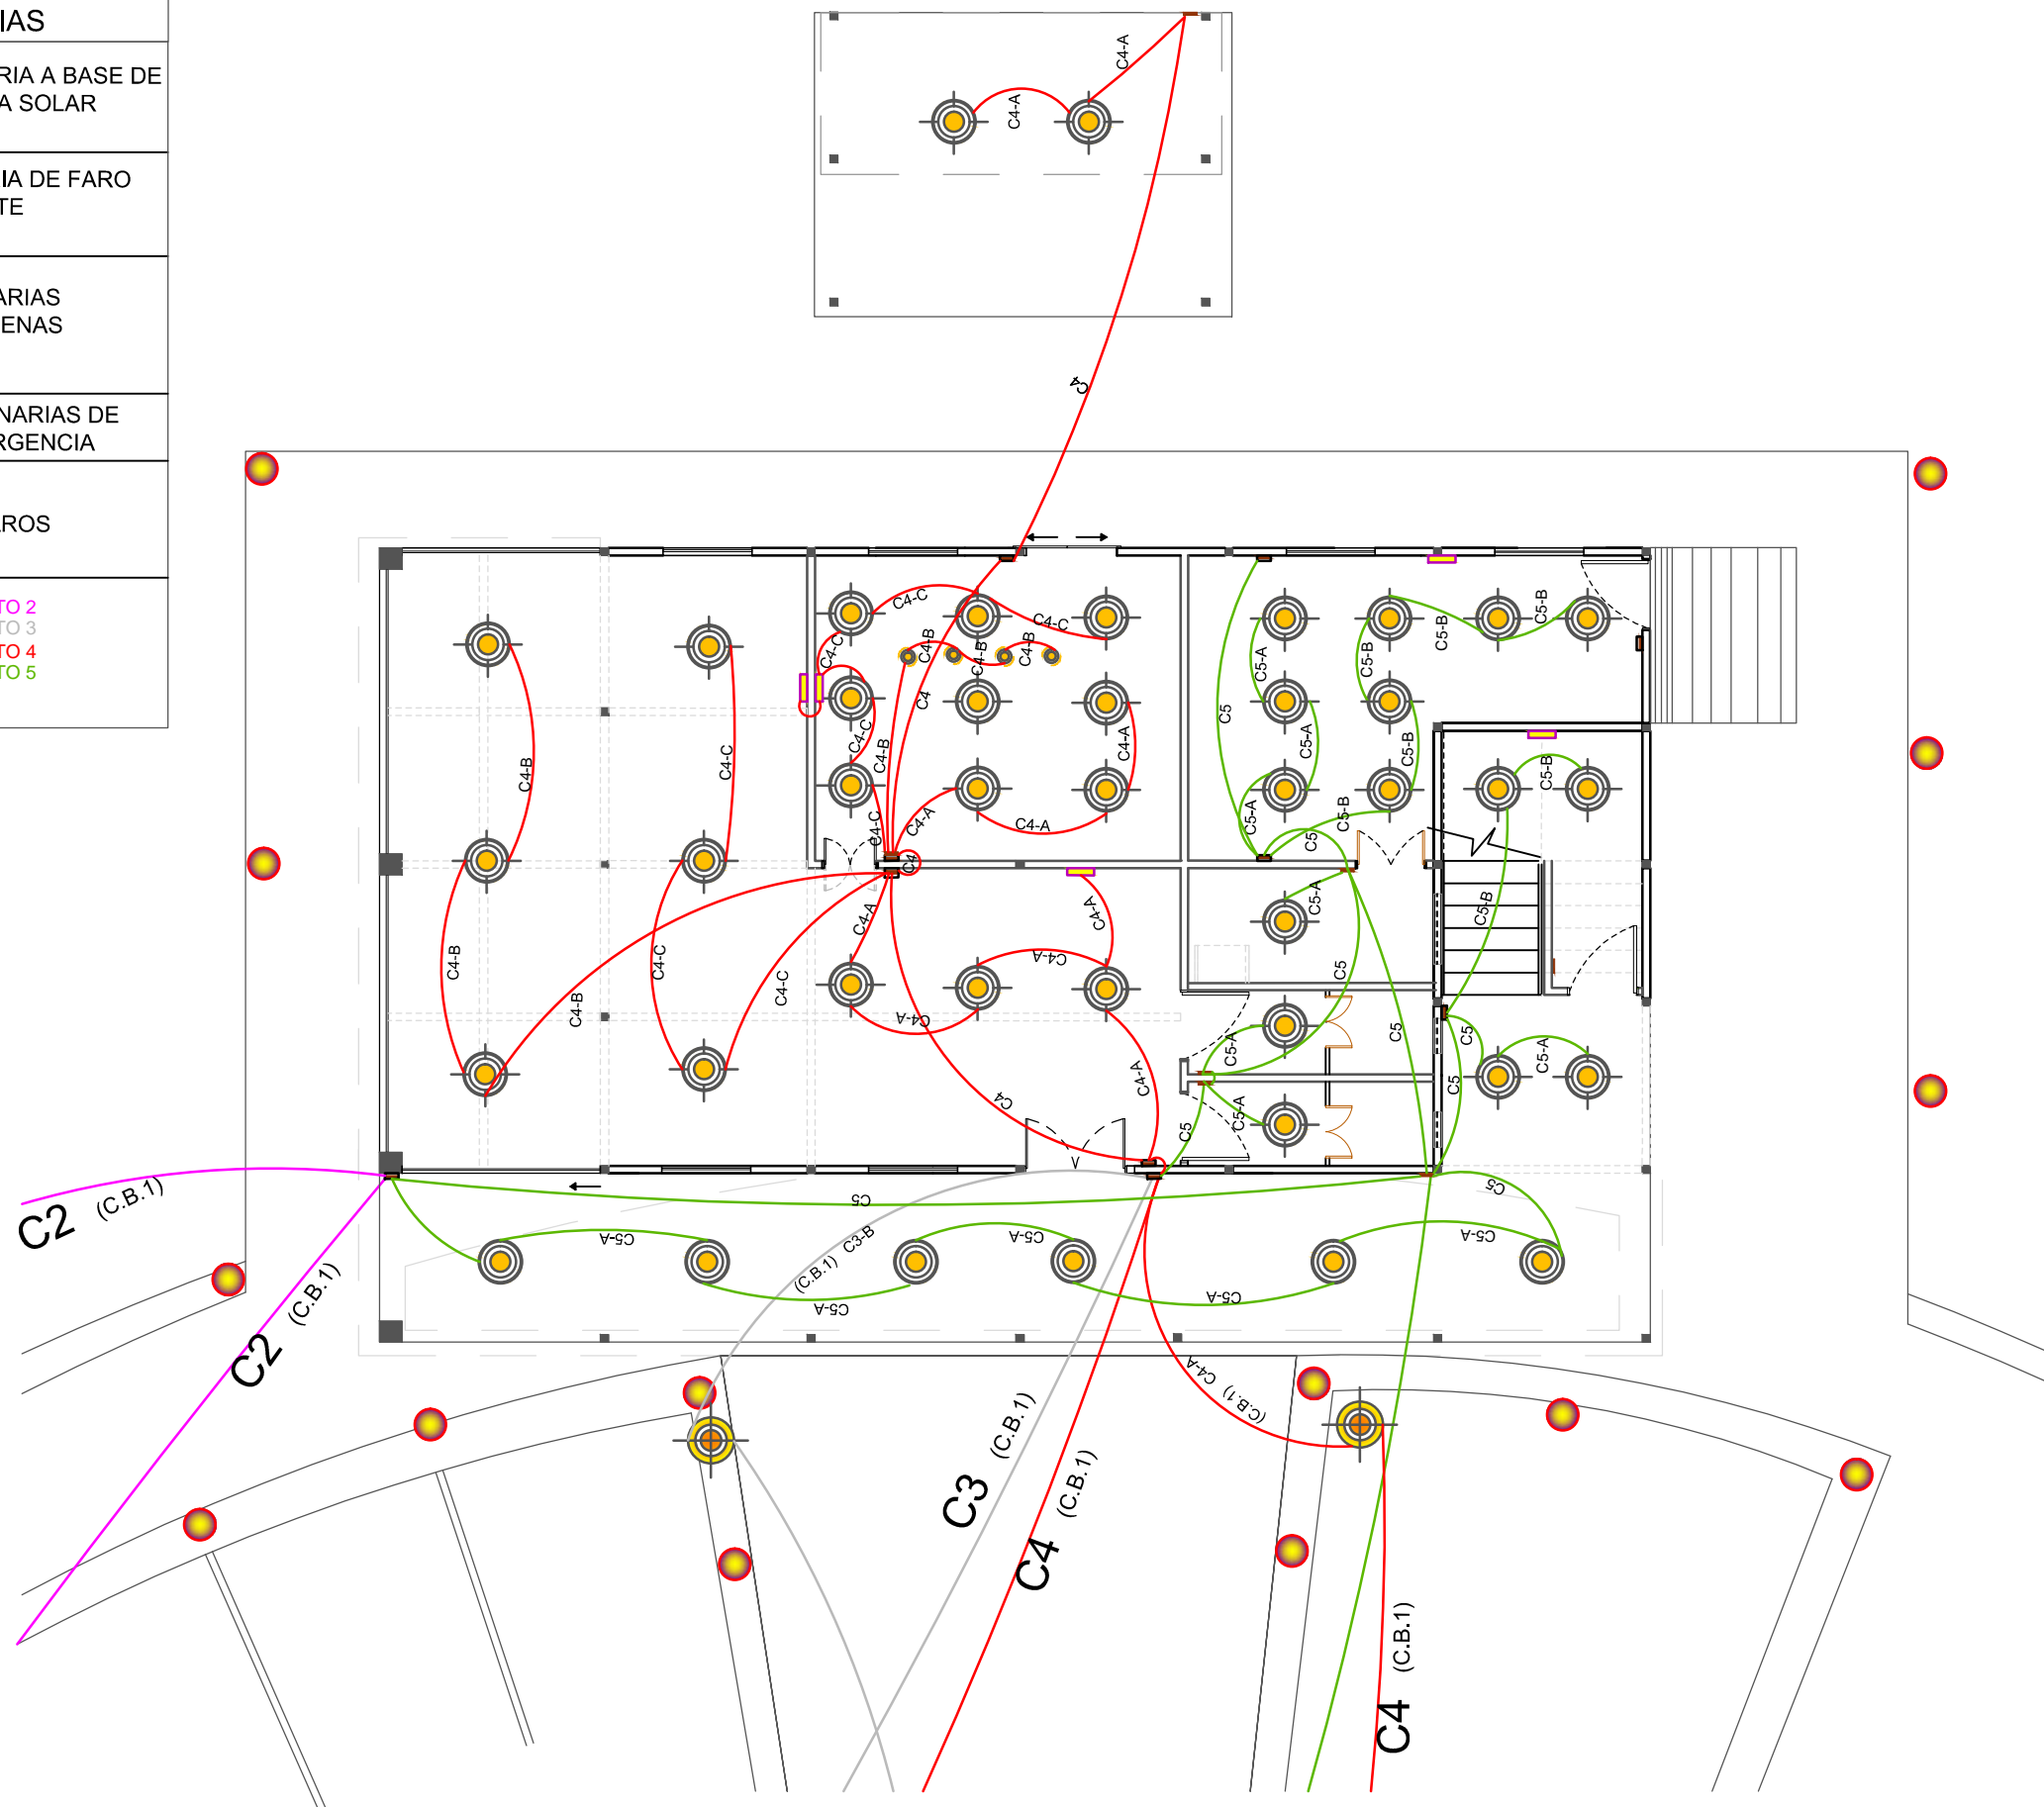 IAS
RIA A BASE DE
A SOLAR
IA DE FARO
TE
ARIAS
ENAS
NARIAS DE
RGENCIA
ROS
TO 2
TO 3
TO 4
TO 5
C4-A
C4-A
C4
C4-C
C4-C
C4-C
C4-B
C4-B
C4-B
C4
C4-C
C4-B
C4-A
C4-C
C4-A
C4-A
C4
C4-B
C4-C
C4-B
C4-C
C4-B
C4-C
C4-A
C4-A
C4-A
C4-A
C4-A
C4
C5
C5-A
C5-B
C5-B
C5-B
C5-A
C5-B
C5-A
C5-B
C5
C5-B
C5-A
C5-B
C5
C5
C5-A
C5-A
C5
C5
C5
C5-A
C5
C5
C5-A
C5-A
C5-A
C5-A
C5-A
C3-B
(C.B.1)
C2 (C.B.1)
C2 (C.B.1)
C3 (C.B.1)
C4 (C.B.1)
C4-A (C.B.1)
C4 (C.B.1)